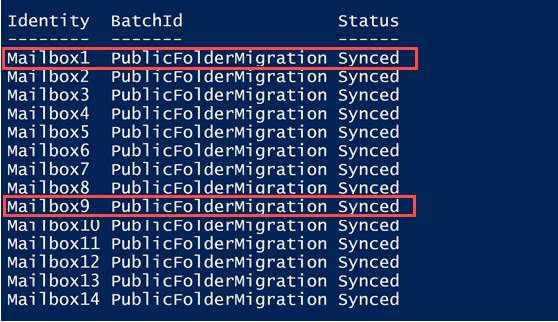 Identity  BatchId               Status
--------  -------               ------
Mailbox1  PublicFolderMigration Synced
Mailbox2  PublicFolderMigration Synced
Mailbox3  PublicFolderMigration Synced
Mailbox4  PublicFolderMigration Synced
Mailbox5  PublicFolderMigration Synced
Mailbox6  PublicFolderMigration Synced
Mailbox7  PublicFolderMigration Synced
Mailbox8  PublicFolderMigration Synced
Mailbox9  PublicFolderMigration Synced
Mailbox10 PublicFolderMigration Synced
Mailbox11 PublicFolderMigration Synced
Mailbox12 PublicFolderMigration Synced
Mailbox13 PublicFolderMigration Synced
Mailbox14 PublicFolderMigration Synced